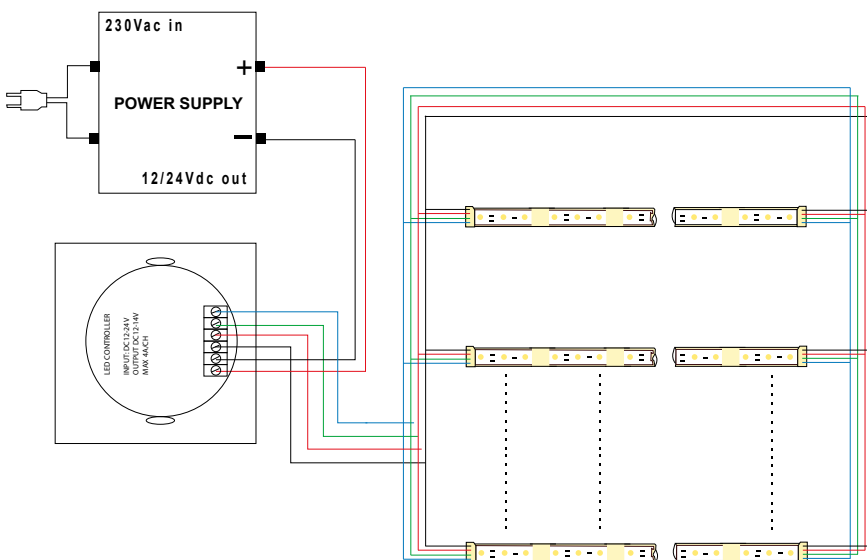 230Vac in
+
POWER SUPPLY
−
12/24Vdc out
LED CONTROLLER
INPUT: DC12-24V
OUTPUT DC12-14V
MAX 4A/CH